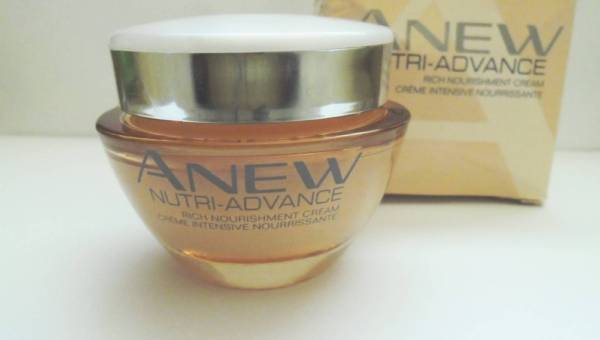 ANEW
NUTRI-ADVANCE
RICH NOURISHMENT CREAM
CRÈME INTENSIVE NOURRISSANTE
ANEW
TRI-ADVANCE
RICH NOURISHMENT CREAM
CRÈME INTENSIVE NOURRISSANTE